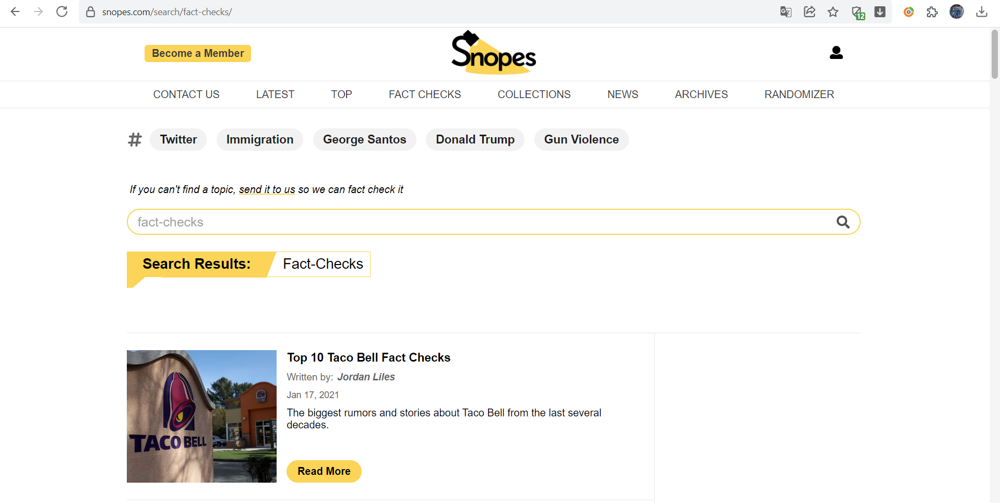 snopes.com/search/fact-checks/
12
Become a Member
Snopes
CONTACT US LATEST TOP FACT CHECKS COLLECTIONS NEWS ARCHIVES RANDOMIZER
# Twitter Immigration George Santos Donald Trump Gun Violence
If you can't find a topic, send it to us so we can fact check it
fact-checks
Search Results: Fact-Checks
TACO BELL
Top 10 Taco Bell Fact Checks
Written by: Jordan Liles
Jan 17, 2021
The biggest rumors and stories about Taco Bell from the last several
decades.
Read More